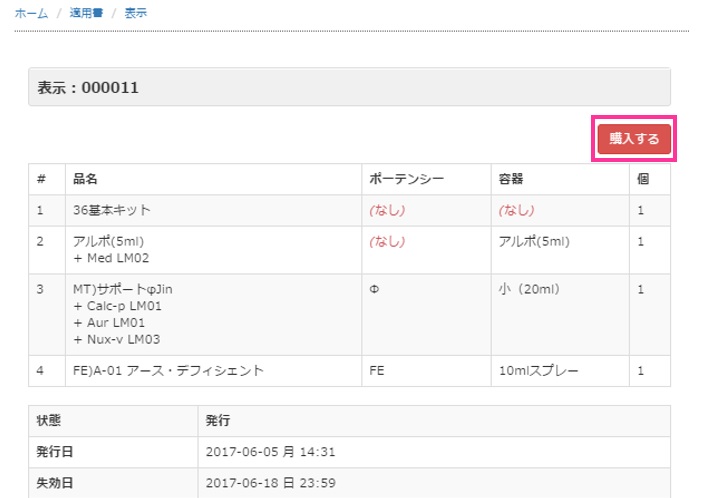 ホーム / 適用書 / 表示
表示：000011
購入する
# 品名 ポーテンシー 容器 個
1 36基本キット (なし) (なし) 1
2 アルポ(5ml) (なし) アルポ(5ml) 1
+ Med LM02
3 MT)サポートφJin Φ 小（20ml） 1
+ Calc-p LM01
+ Aur LM01
+ Nux-v LM03
4 FE)A-01 アース・デフィシェント FE 10mlスプレー 1
状態 発行
発行日 2017-06-05 月 14:31
失効日 2017-06-18 日 23:59